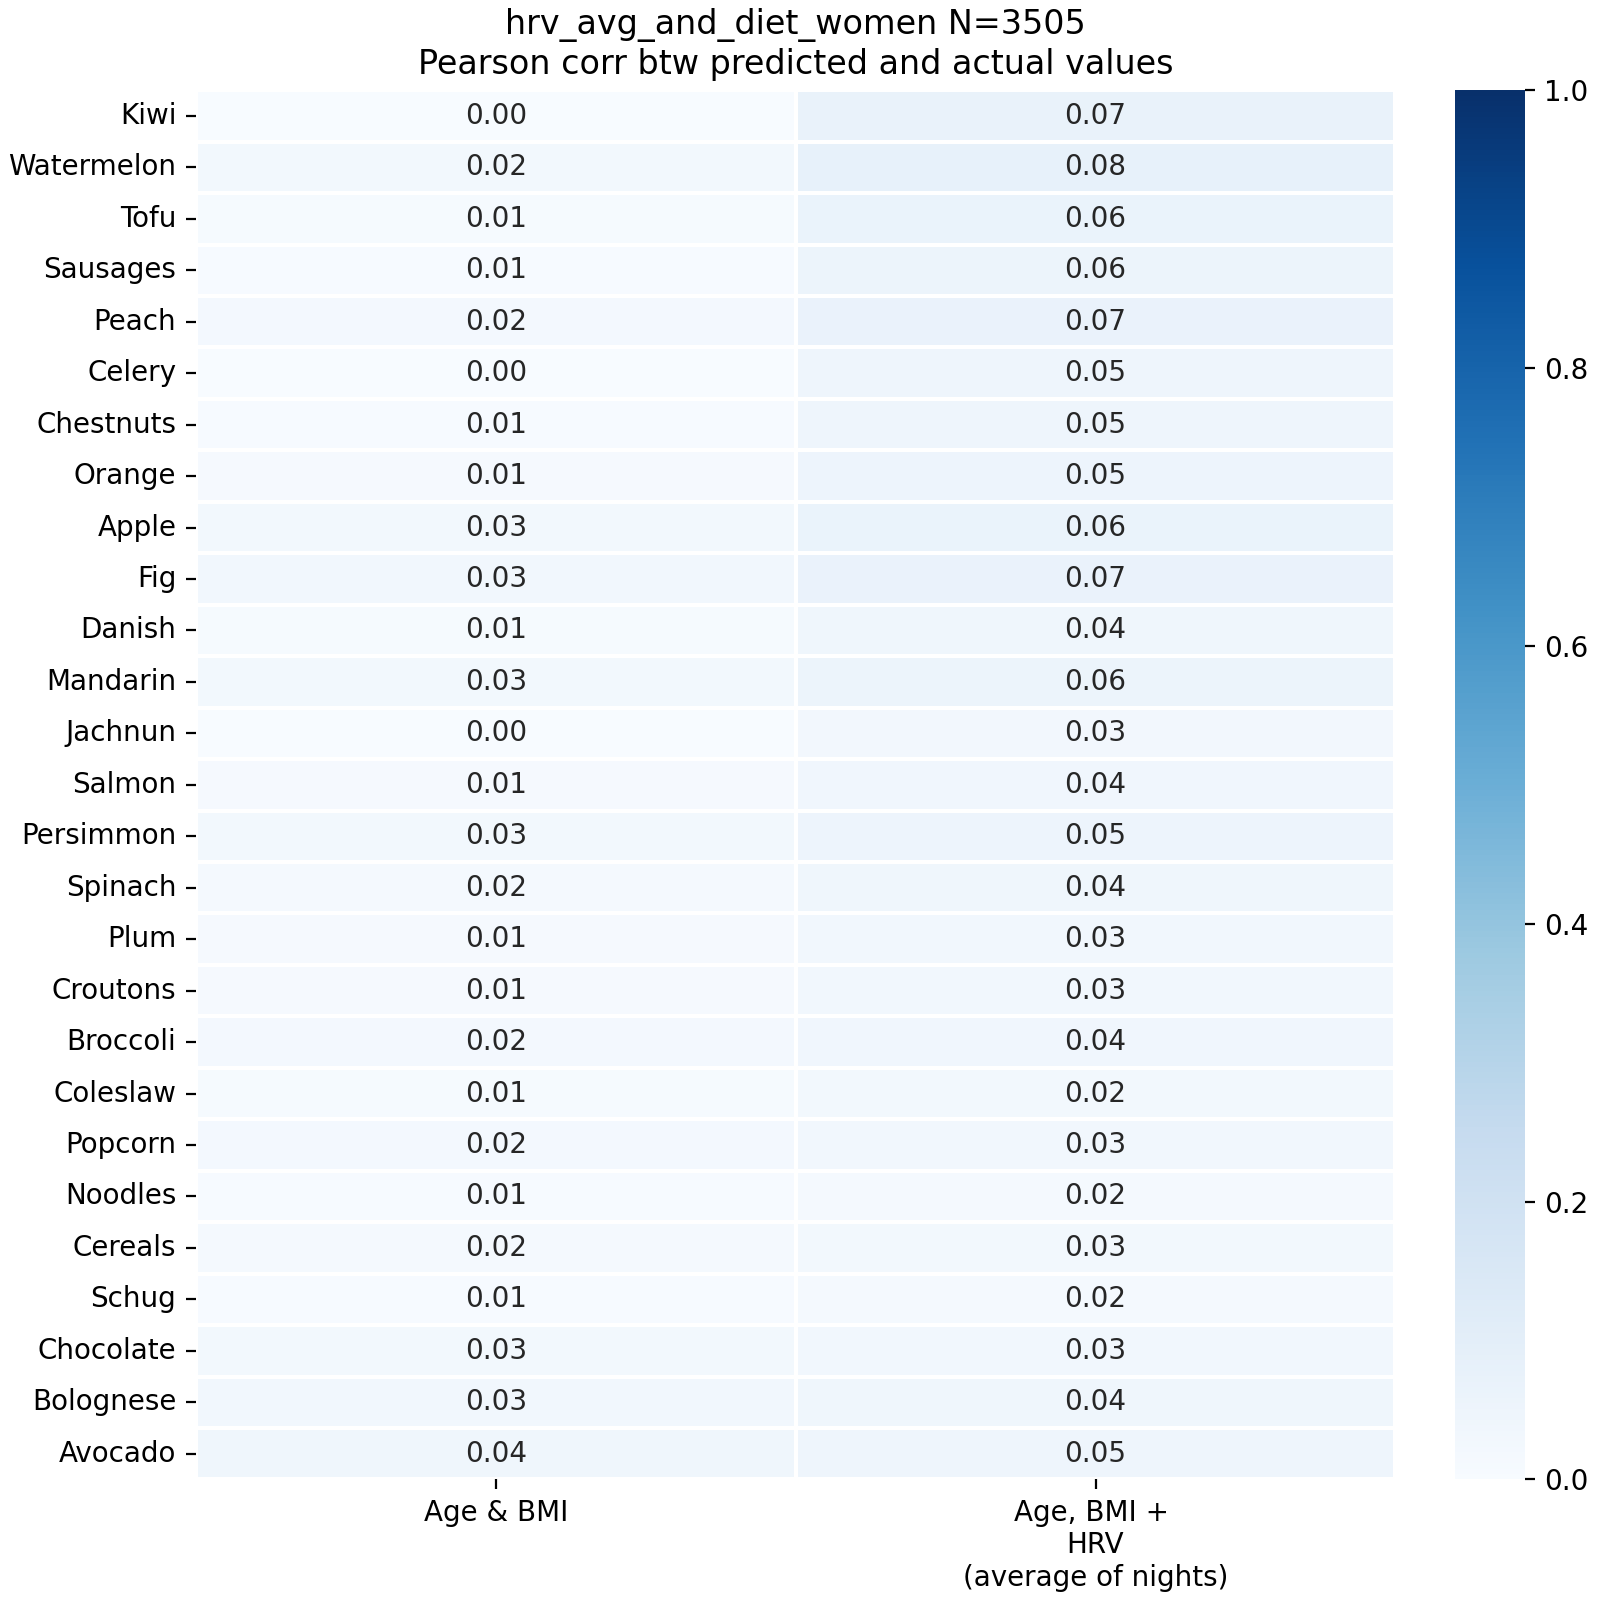 hrv_avg_and_diet_women N=3505
Pearson corr btw predicted and actual values
Kiwi 0.00 0.07
Watermelon 0.02 0.08
Tofu 0.01 0.06
Sausages 0.01 0.06
Peach 0.02 0.07
Celery 0.00 0.05
Chestnuts 0.01 0.05
Orange 0.01 0.05
Apple 0.03 0.06
Fig 0.03 0.07
Danish 0.01 0.04
Mandarin 0.03 0.06
Jachnun 0.00 0.03
Salmon 0.01 0.04
Persimmon 0.03 0.05
Spinach 0.02 0.04
Plum 0.01 0.03
Croutons 0.01 0.03
Broccoli 0.02 0.04
Coleslaw 0.01 0.02
Popcorn 0.02 0.03
Noodles 0.01 0.02
Cereals 0.02 0.03
Schug 0.01 0.02
Chocolate 0.03 0.03
Bolognese 0.03 0.04
Avocado 0.04 0.05
Age & BMI
Age, BMI +
HRV
(average of nights)
1.0
0.8
0.6
0.4
0.2
0.0